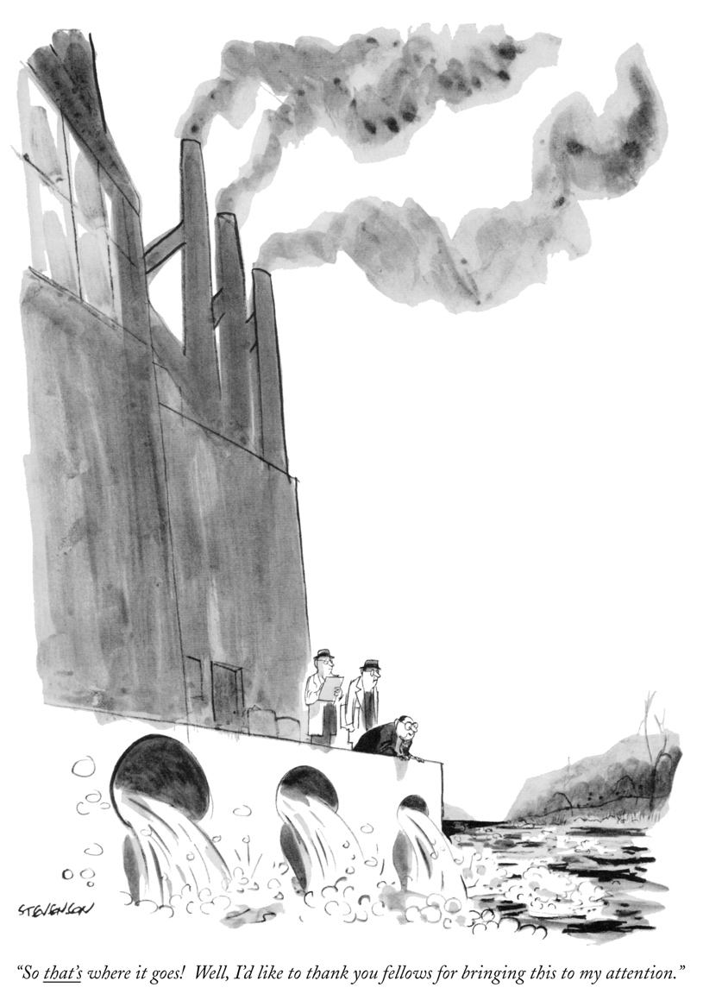 STEVENSON
“So that’s where it goes! Well, I’d like to thank you fellows for bringing this to my attention.”